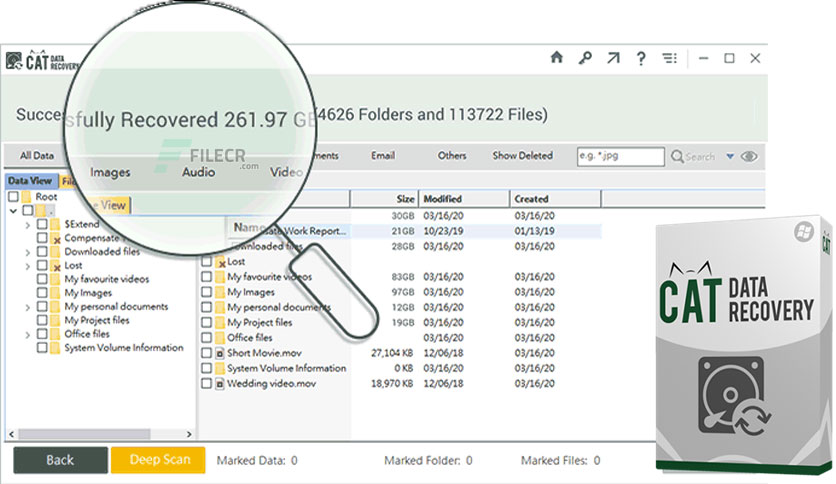 CAT DATA RECOVERY
sfully Recovered 261.97 GB
4626 Folders and 113722 Files)
FILECR
.com
All Data
Images
Audio
Video
Email
Others
Show Deleted
e.g. *.jpg
Search
Data View
View
Root
$Extend
Compensate
Downloaded files
Lost
My favourite videos
My Images
My personal documents
My Project files
Office files
System Volume Information
Name
Size Modified Created
30GB 03/16/20 03/16/20
Work Report... 21GB 10/23/19 01/13/19
Downloaded files 28GB 03/16/20 03/16/20
Lost
My favourite videos 83GB 03/16/20 03/16/20
My Images 97GB 03/16/20 03/16/20
My personal documents 12GB 03/16/20 03/16/20
My Project files 19GB 03/16/20 03/16/20
Office files 03/16/20 03/16/20
Short Movie.mov 27,104 KB 12/06/18 03/16/20
System Volume Information 0 KB 03/16/20 03/16/20
Wedding video.mov 18,970 KB 12/06/18 03/16/20
Back
Deep Scan
Marked Data: 0
Marked Folder: 0
Marked Files: 0
CAT DATA
RECOVERY